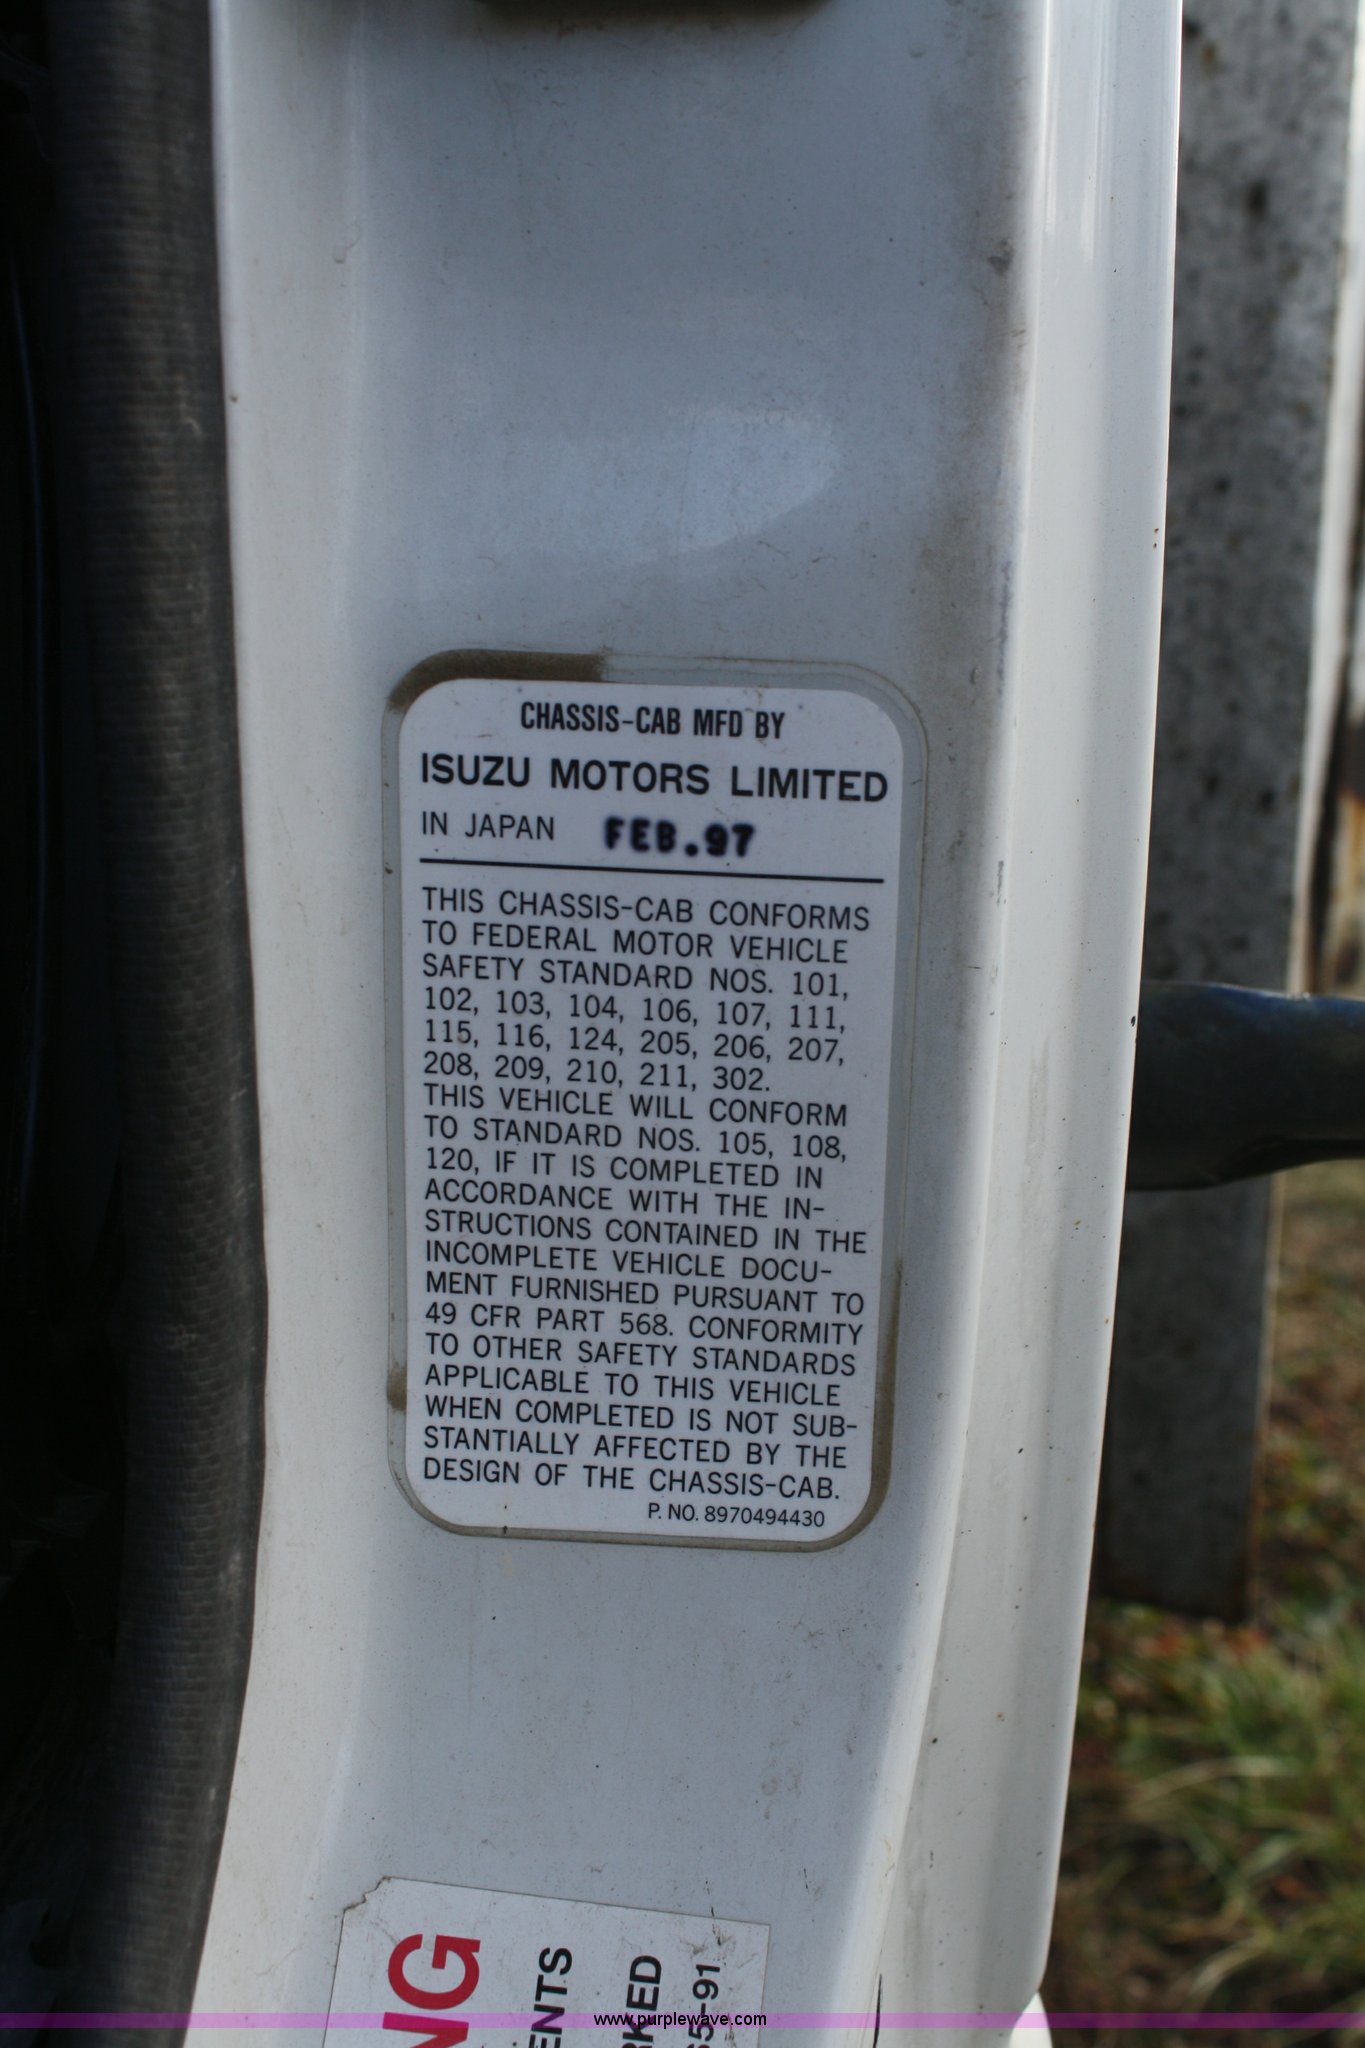 CHASSIS-CAB MFD BY
ISUZU MOTORS LIMITED
IN JAPAN FEB.97
THIS CHASSIS-CAB CONFORMS
TO FEDERAL MOTOR VEHICLE
SAFETY STANDARD NOS. 101,
102, 103, 104, 106, 107, 111,
115, 116, 124, 205, 206, 207,
208, 209, 210, 211, 302.
THIS VEHICLE WILL CONFORM
TO STANDARD NOS. 105, 108,
120, IF IT IS COMPLETED IN
ACCORDANCE WITH THE IN-
STRUCTIONS CONTAINED IN THE
INCOMPLETE VEHICLE DOCU-
MENT FURNISHED PURSUANT TO
49 CFR PART 568. CONFORMITY
TO OTHER SAFETY STANDARDS
APPLICABLE TO THIS VEHICLE
WHEN COMPLETED IS NOT SUB-
STANTIALLY AFFECTED BY THE
DESIGN OF THE CHASSIS-CAB.
P. NO. 8970494430
www.purplewave.com